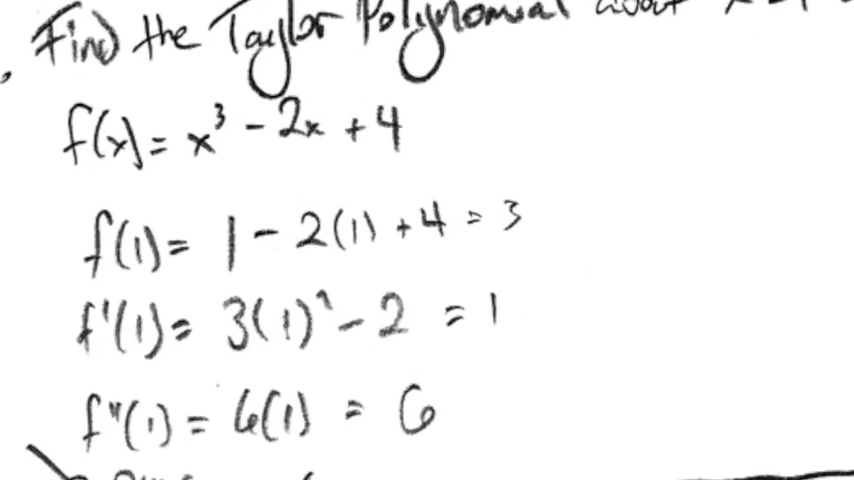 Find the Taylor Polynomial about
f(x) = x³ - 2x + 4
f(1) = 1 - 2(1) + 4 = 3
f'(1) = 3(1)² - 2 = 1
f"(1) = 6(1) = 6